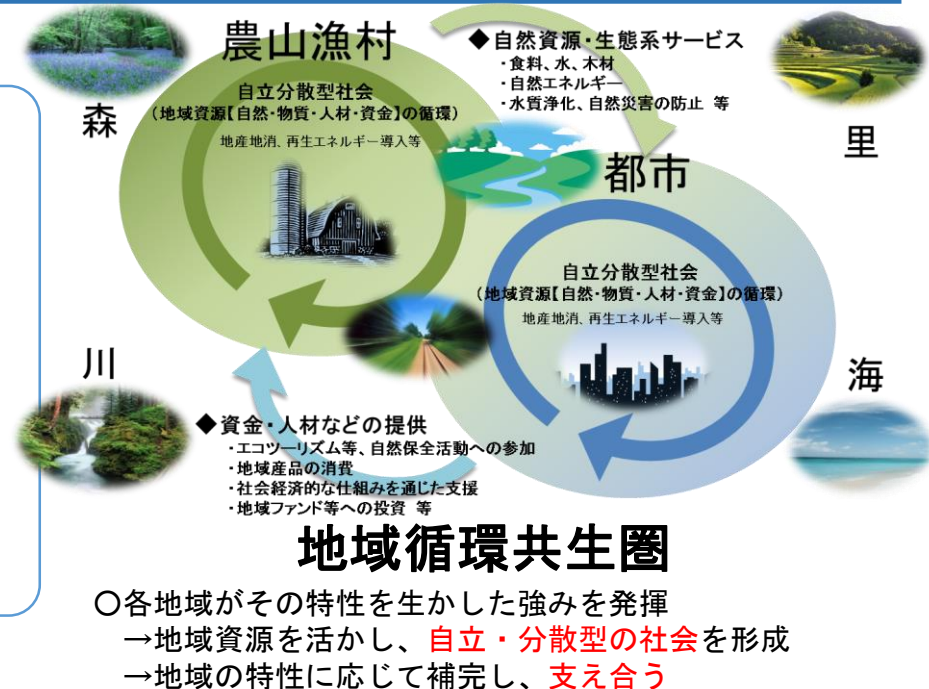 農山漁村
自立分散型社会
(地域資源【自然・物質・人材・資金】の循環)
地産地消、再生エネルギー導入等
森
◆自然資源・生態系サービス
・食料、水、木材
・自然エネルギー
・水質浄化、自然災害の防止 等
里
都市
自立分散型社会
(地域資源【自然・物質・人材・資金】の循環)
地産地消、再生エネルギー導入等
川
海
◆資金・人材などの提供
・エコツーリズム等、自然保全活動への参加
・地域産品の消費
・社会経済的な仕組みを通じた支援
・地域ファンド等への投資 等
地域循環共生圏
〇各地域がその特性を生かした強みを発揮
→地域資源を活かし、自立・分散型の社会を形成
→地域の特性に応じて補完し、支え合う